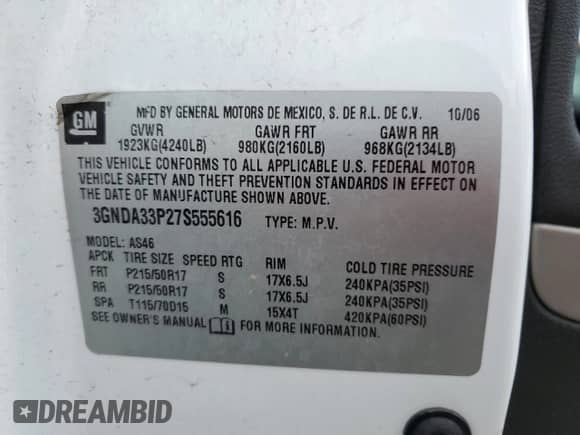 GM
MFD BY GENERAL MOTORS DE MEXICO, S. DE R.L. DE C.V. 10/06
GVWR GAWR FRT GAWR RR
1923KG(4240LB) 980KG(2160LB) 968KG(2134LB)
THIS VEHICLE CONFORMS TO ALL APPLICABLE U.S. FEDERAL MOTOR
VEHICLE SAFETY AND THEFT PREVENTION STANDARDS IN EFFECT ON
THE DATE OF MANUFACTURE SHOWN ABOVE.
3GNDA33P27S555616 TYPE: M.P.V.
MODEL: AS46
APCK TIRE SIZE SPEED RTG RIM COLD TIRE PRESSURE
FRT P215/50R17 S 17X6.5J 240KPA(35PSI)
RR P215/50R17 S 17X6.5J 240KPA(35PSI)
SPA T115/70D15 M 15X4T 420KPA(60PSI)
SEE OWNER'S MANUAL FOR MORE INFORMATION.
DREAMBID